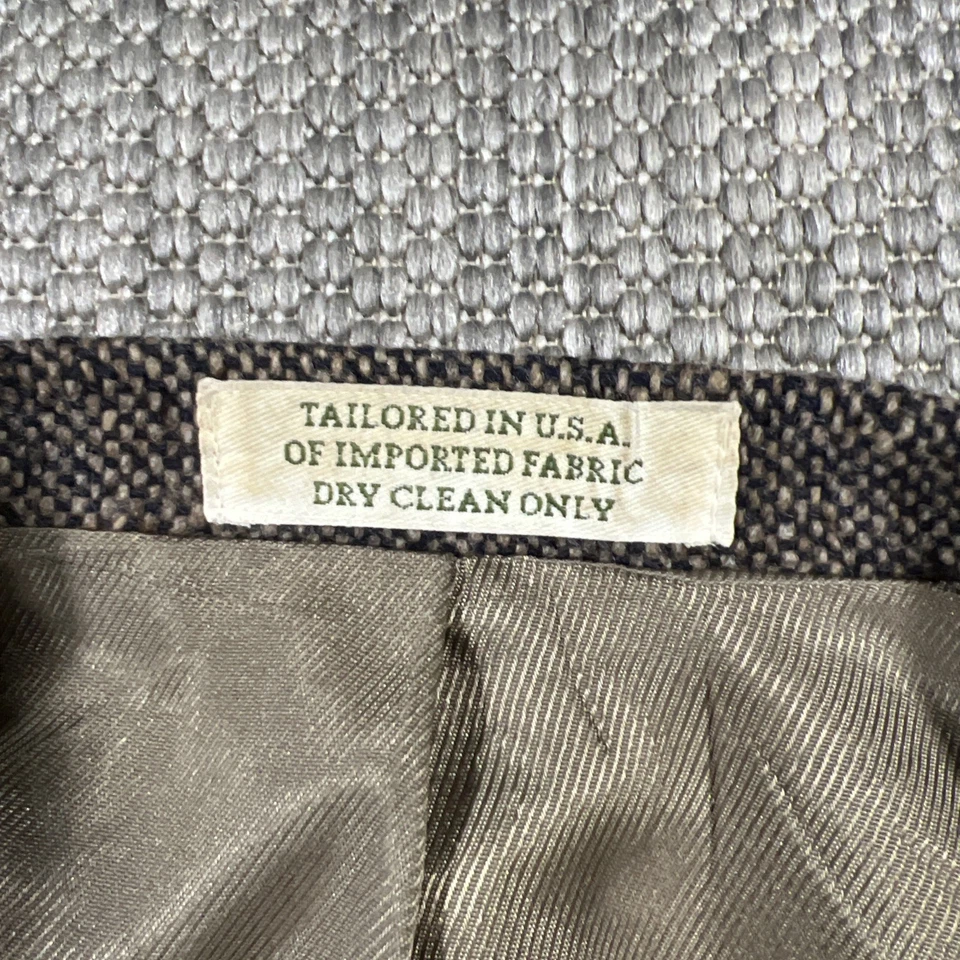 TAILORED IN U.S.A.
OF IMPORTED FABRIC
DRY CLEAN ONLY